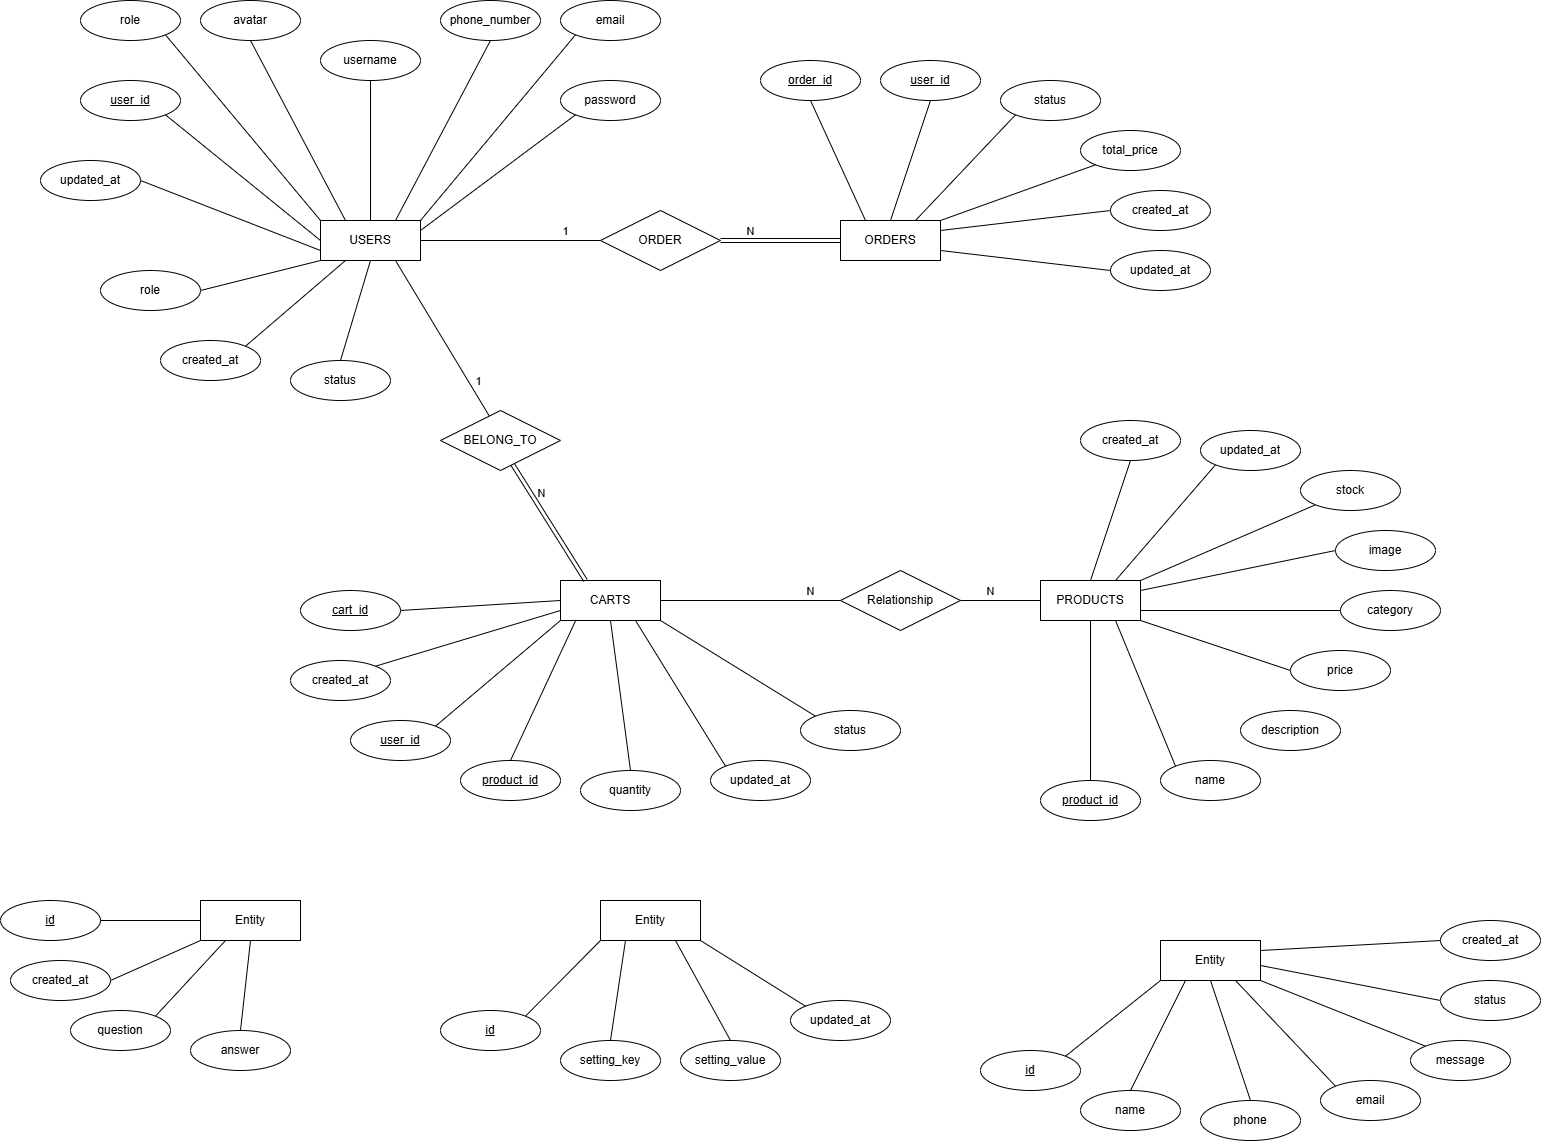 role
avatar
phone_number
email
username
user_id
password
order_id
user_id
status
total_price
updated_at
created_at
USERS
1
ORDER
N
ORDERS
updated_at
role
created_at
status
1
BELONG_TO
N
created_at
updated_at
stock
image
cart_id
CARTS
N
Relationship
N
PRODUCTS
category
created_at
price
user_id
status
description
product_id
quantity
updated_at
product_id
name
id
Entity
created_at
question
answer
Entity
id
setting_key
setting_value
updated_at
Entity
created_at
status
message
id
name
phone
email